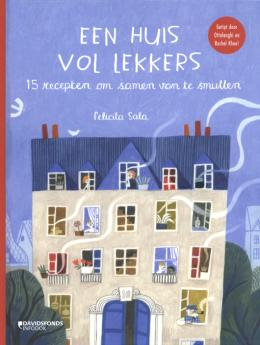 EEN HUIS
VOL LEKKERS
15 recepten om samen van te smullen
Felicita Sala
Getipt door
Ottolenghi en
Rachel Khoo!
DAVIDSFONDS
INFODOK